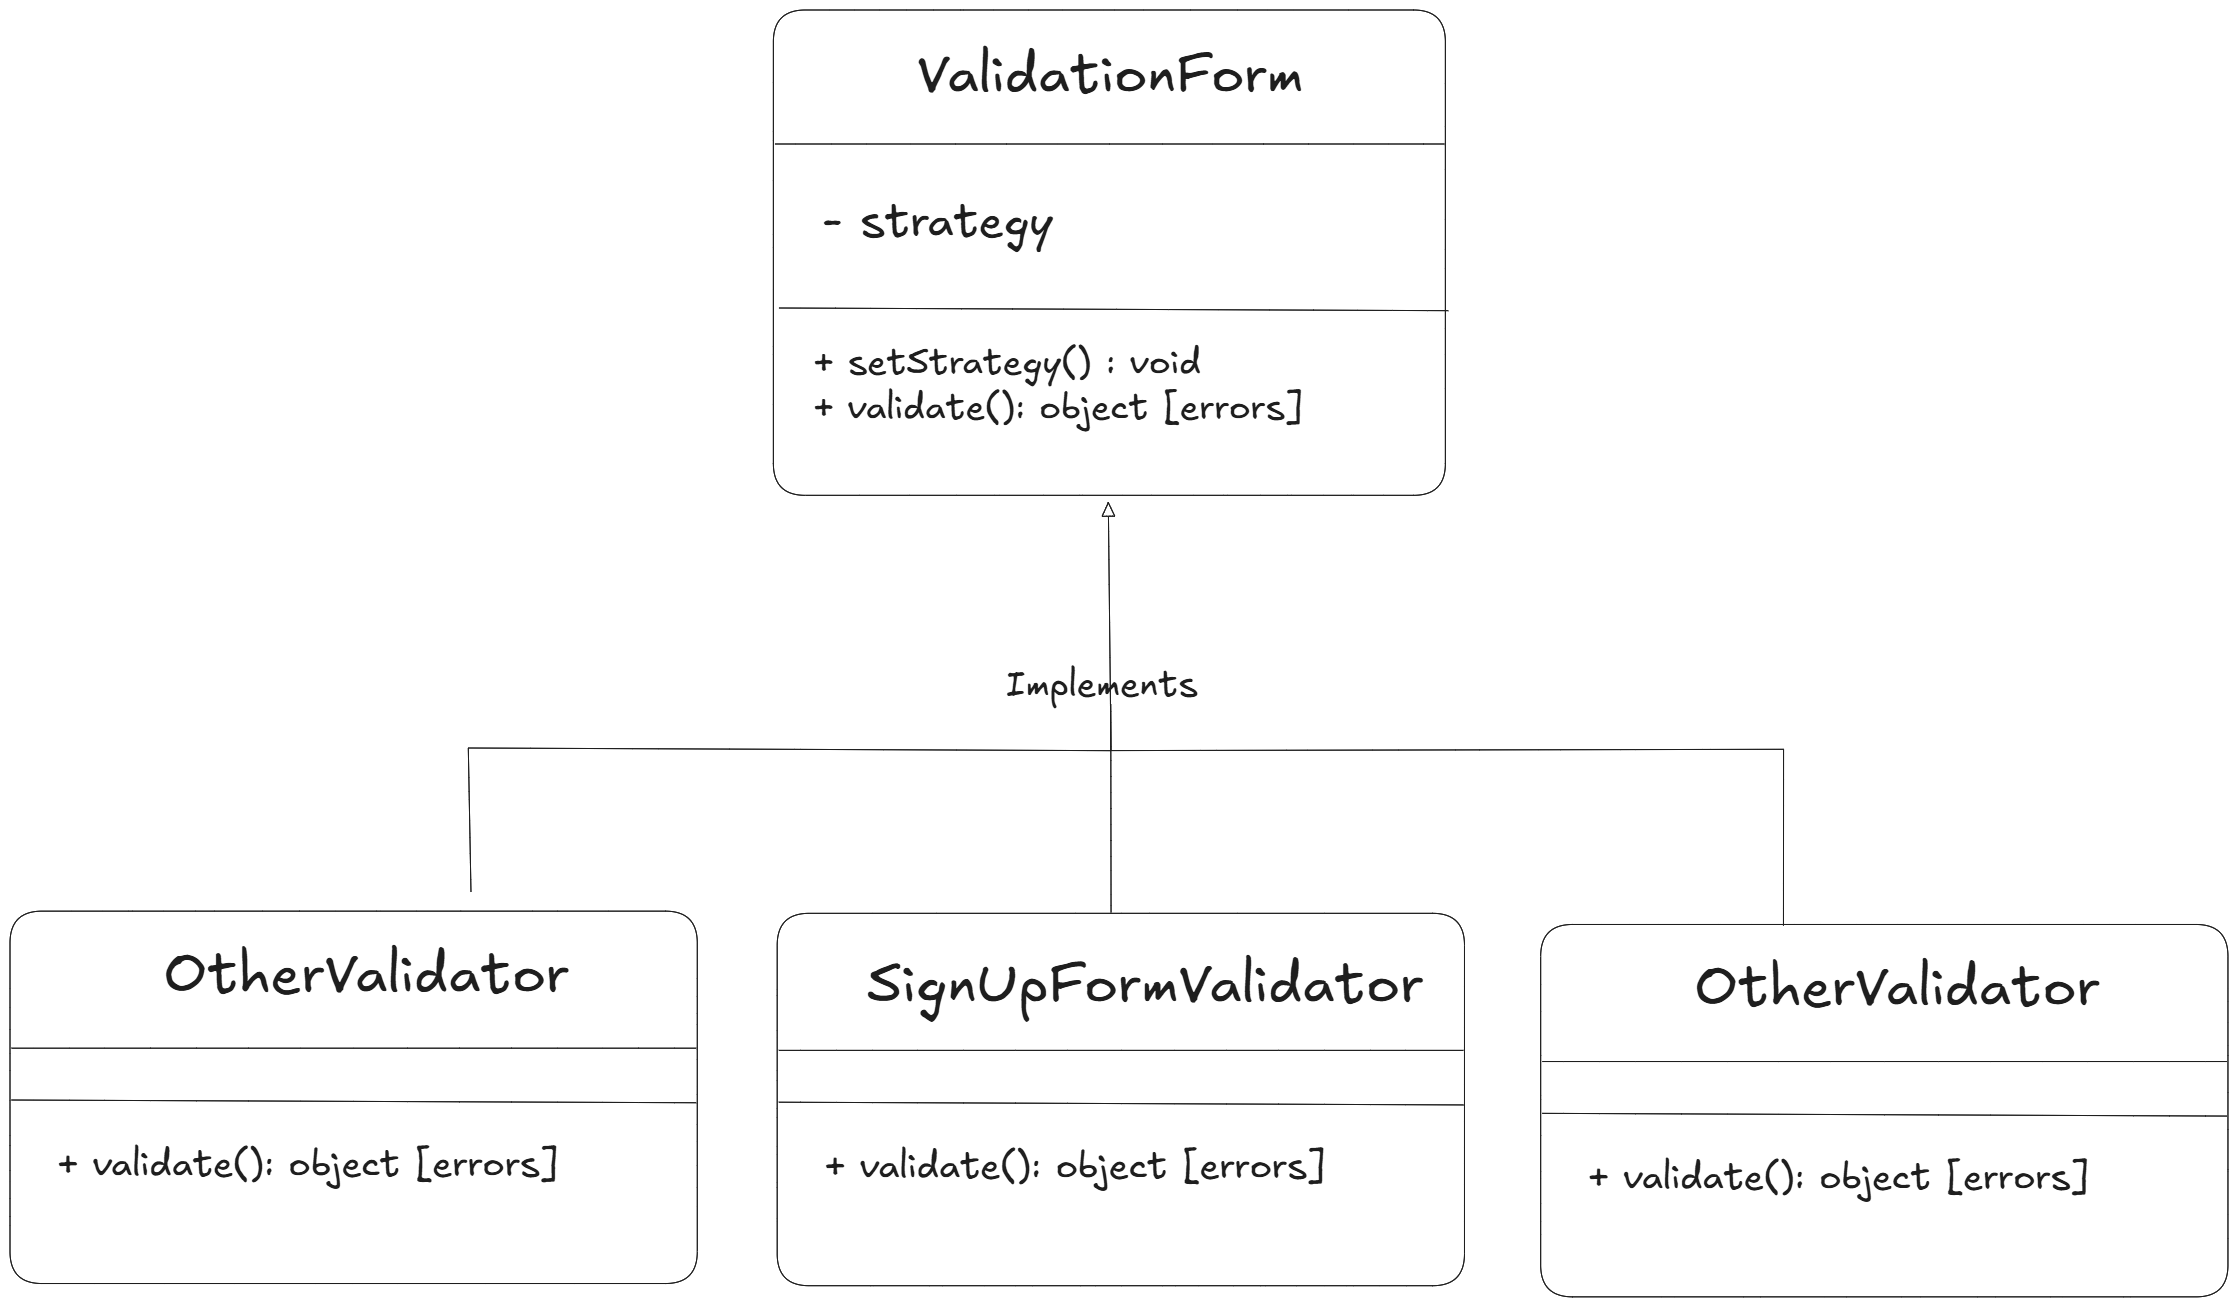 ValidationForm
- strategy
+ setStrategy() : void
+ validate(): object [errors]
Implements
OtherValidator
+ validate(): object [errors]
SignUpFormValidator
+ validate(): object [errors]
OtherValidator
+ validate(): object [errors]